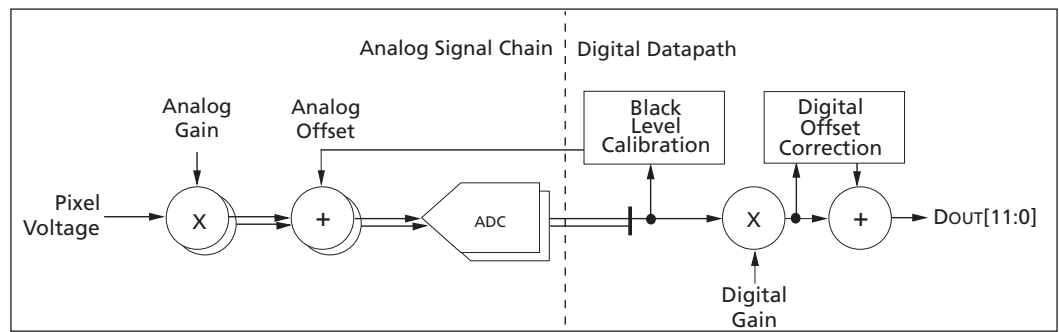 Analog Signal Chain
Digital Datapath
Analog
Gain
Analog
Offset
Black
Level
Calibration
Digital
Offset
Correction
Pixel
Voltage
X
+
ADC
X
+
DOUT[11:0]
Digital
Gain